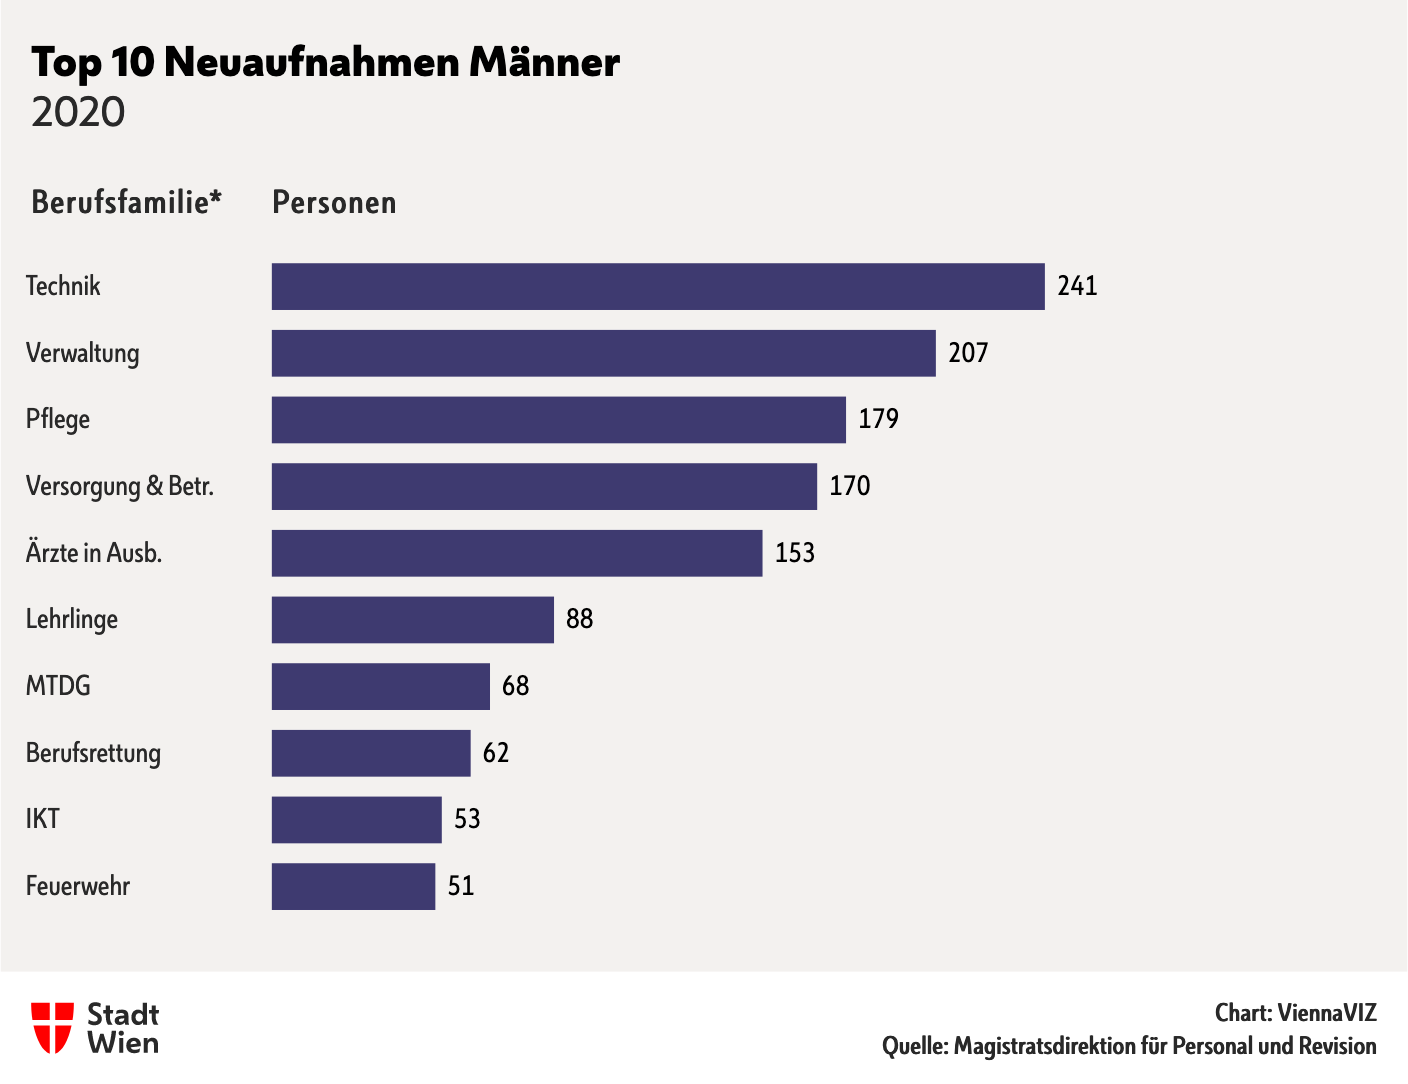 Top 10 Neuaufnahmen Männer
2020
Berufsfamilie* Personen
Technik 241
Verwaltung 207
Pflege 179
Versorgung & Betr. 170
Ärzte in Ausb. 153
Lehrlinge 88
MTDG 68
Berufsrettung 62
IKT 53
Feuerwehr 51
Stadt
Wien
Chart: ViennaVIZ
Quelle: Magistratsdirektion für Personal und Revision